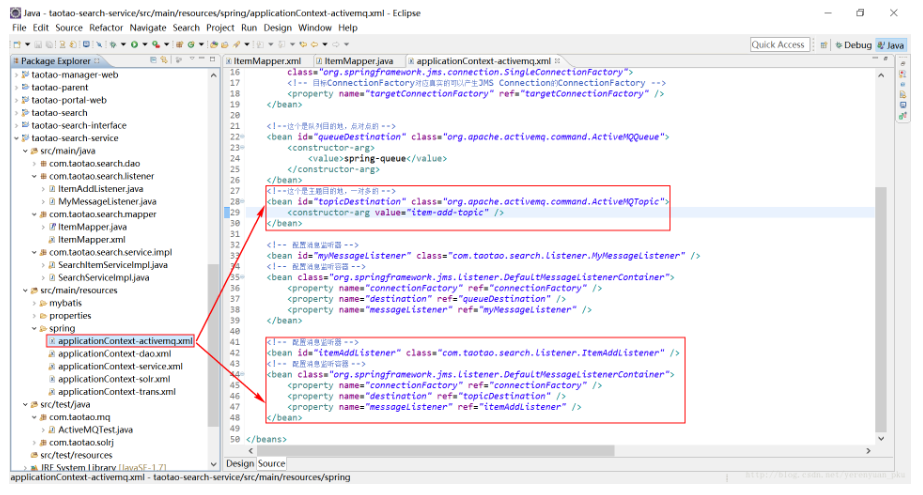 Java - taotao-search-service/src/main/resources/spring/applicationContext-activemq.xml - Eclipse
File Edit Source Refactor Navigate Search Project Run Design Window Help
Quick Access
Debug
Java
Package Explorer
taotao-manager-web
taotao-parent
taotao-portal-web
taotao-search
taotao-search-interface
taotao-search-service
src/main/java
com.taotao.search.dao
com.taotao.search.listener
ItemAddListener.java
MyMessageListener.java
com.taotao.search.mapper
ItemMapper.java
ItemMapper.xml
com.taotao.search.service.impl
SearchItemServiceImpl.java
SearchServiceImpl.java
src/main/resources
mybatis
properties
spring
applicationContext-activemq.xml
applicationContext-dao.xml
applicationContext-service.xml
applicationContext-solr.xml
applicationContext-trans.xml
src/test/java
com.taotao.mq
ActiveMQTest.java
com.taotao.solrj
src/test/resources
JRE System Library [JavaSE-1.7]
ItemMapper.xml
ItemMapper.java
applicationContext-activemq.xml
16 class="org.springframework.jms.connection.SingleConnectionFactory">
17 <!-- 目标ConnectionFactory对应真实的可以产生JMS Connection的ConnectionFactory -->
18 <property name="targetConnectionFactory" ref="targetConnectionFactory" />
19 </bean>
20
21 <!--这个是队列目的地，点对点的 -->
22 <bean id="queueDestination" class="org.apache.activemq.command.ActiveMQQueue">
23 <constructor-arg>
24 <value>spring-queue</value>
25 </constructor-arg>
26 </bean>
27 <!--这个是主题目的地，一对多的 -->
28 <bean id="topicDestination" class="org.apache.activemq.command.ActiveMQTopic">
29 <constructor-arg value="item-add-topic" />
30 </bean>
31
32 <!-- 配置消息监听器 -->
33 <bean id="myMessageListener" class="com.taotao.search.listener.MyMessageListener" />
34 <!-- 配置消息监听容器 -->
35 <bean class="org.springframework.jms.listener.DefaultMessageListenerContainer">
36 <property name="connectionFactory" ref="connectionFactory" />
37 <property name="destination" ref="queueDestination" />
38 <property name="messageListener" ref="myMessageListener" />
39 </bean>
40
41 <!-- 配置消息监听器 -->
42 <bean id="itemAddListener" class="com.taotao.search.listener.ItemAddListener" />
43 <!-- 配置消息监听容器 -->
44 <bean class="org.springframework.jms.listener.DefaultMessageListenerContainer">
45 <property name="connectionFactory" ref="connectionFactory" />
46 <property name="destination" ref="topicDestination" />
47 <property name="messageListener" ref="itemAddListener" />
48 </bean>
49
50 </beans>
Design Source
applicationContext-activemq.xml - taotao-search-service/src/main/resources/spring